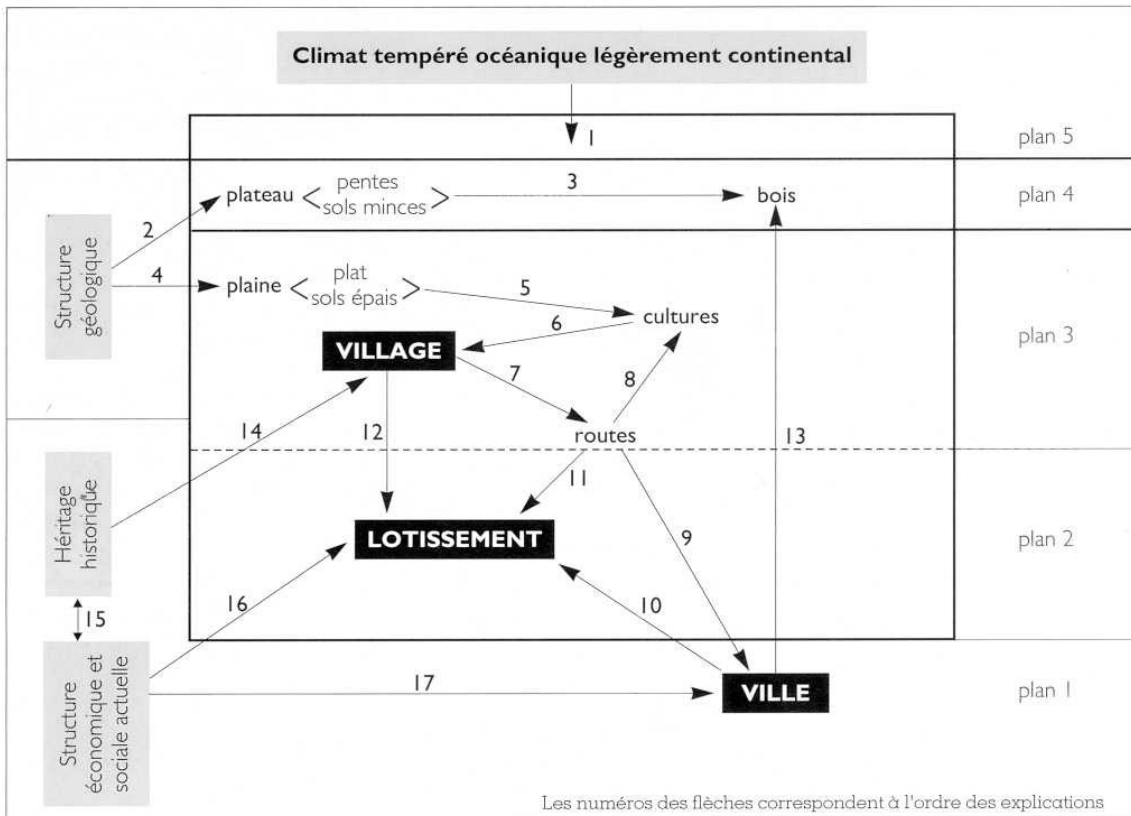 Climat tempéré océanique légèrement continental
1
plan 5
plateau < pentes sols minces >
3
bois
plan 4
2
Structure
géologique
4
plaine < plat sols épais >
5
cultures
6
plan 3
VILLAGE
7
8
14
12
routes
13
11
Héritage
historique
LOTISSEMENT
9
plan 2
15
16
10
Structure
économique et
sociale actuelle
17
VILLE
plan 1
Les numéros des flèches correspondent à l'ordre des explications